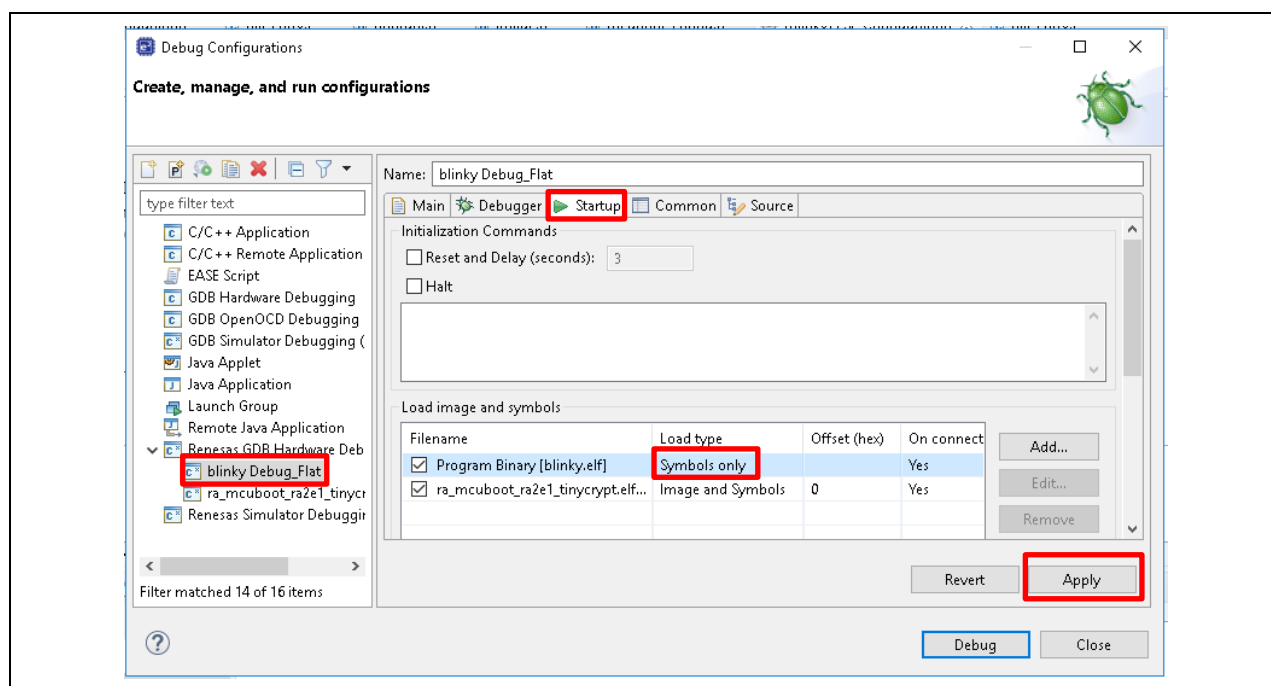 Debug Configurations
Create, manage, and run configurations
type filter text
C/C++ Application
C/C++ Remote Application
EASE Script
GDB Hardware Debugging
GDB OpenOCD Debugging
GDB Simulator Debugging (
Java Applet
Java Application
Launch Group
Remote Java Application
Renesas GDB Hardware Deb
blinky Debug_Flat
ra_mcuboot_ra2e1_tinycr
Renesas Simulator Debuggin
Filter matched 14 of 16 items
Name: blinky Debug_Flat
Main Debugger Startup Common Source
Initialization Commands
Reset and Delay (seconds): 3
Halt
Load image and symbols
Filename Load type Offset (hex) On connect
Program Binary [blinky.elf] Symbols only Yes
ra_mcuboot_ra2e1_tinycrypt.elf... Image and Symbols 0 Yes
Add...
Edit...
Remove
Revert Apply
Debug Close